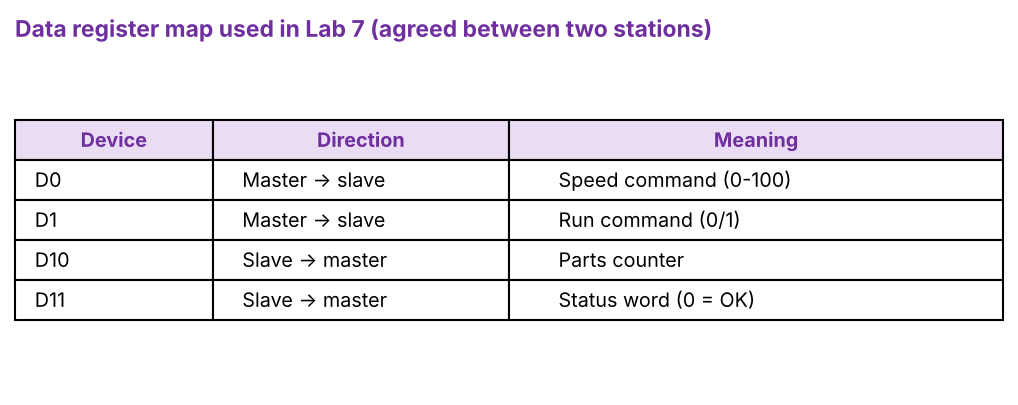 Data register map used in Lab 7 (agreed between two stations)
Device Direction Meaning
D0 Master → slave Speed command (0-100)
D1 Master → slave Run command (0/1)
D10 Slave → master Parts counter
D11 Slave → master Status word (0 = OK)